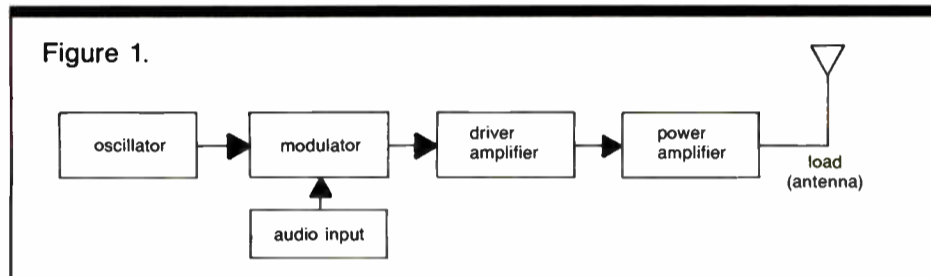 Figure 1.
oscillator
modulator
driver
amplifier
power
amplifier
load
(antenna)
audio input